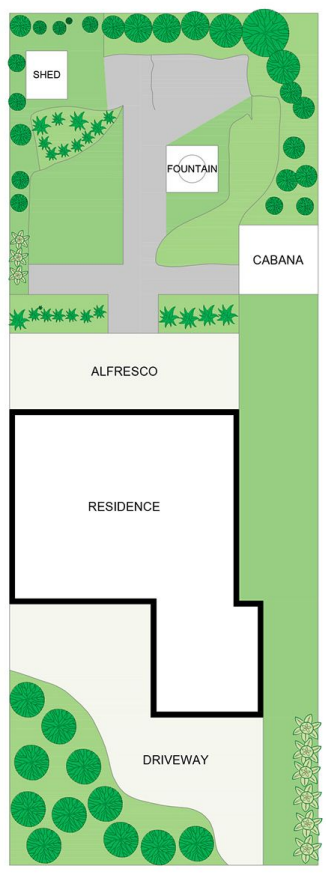 SHED
FOUNTAIN
CABANA
ALFRESCO
RESIDENCE
DRIVEWAY